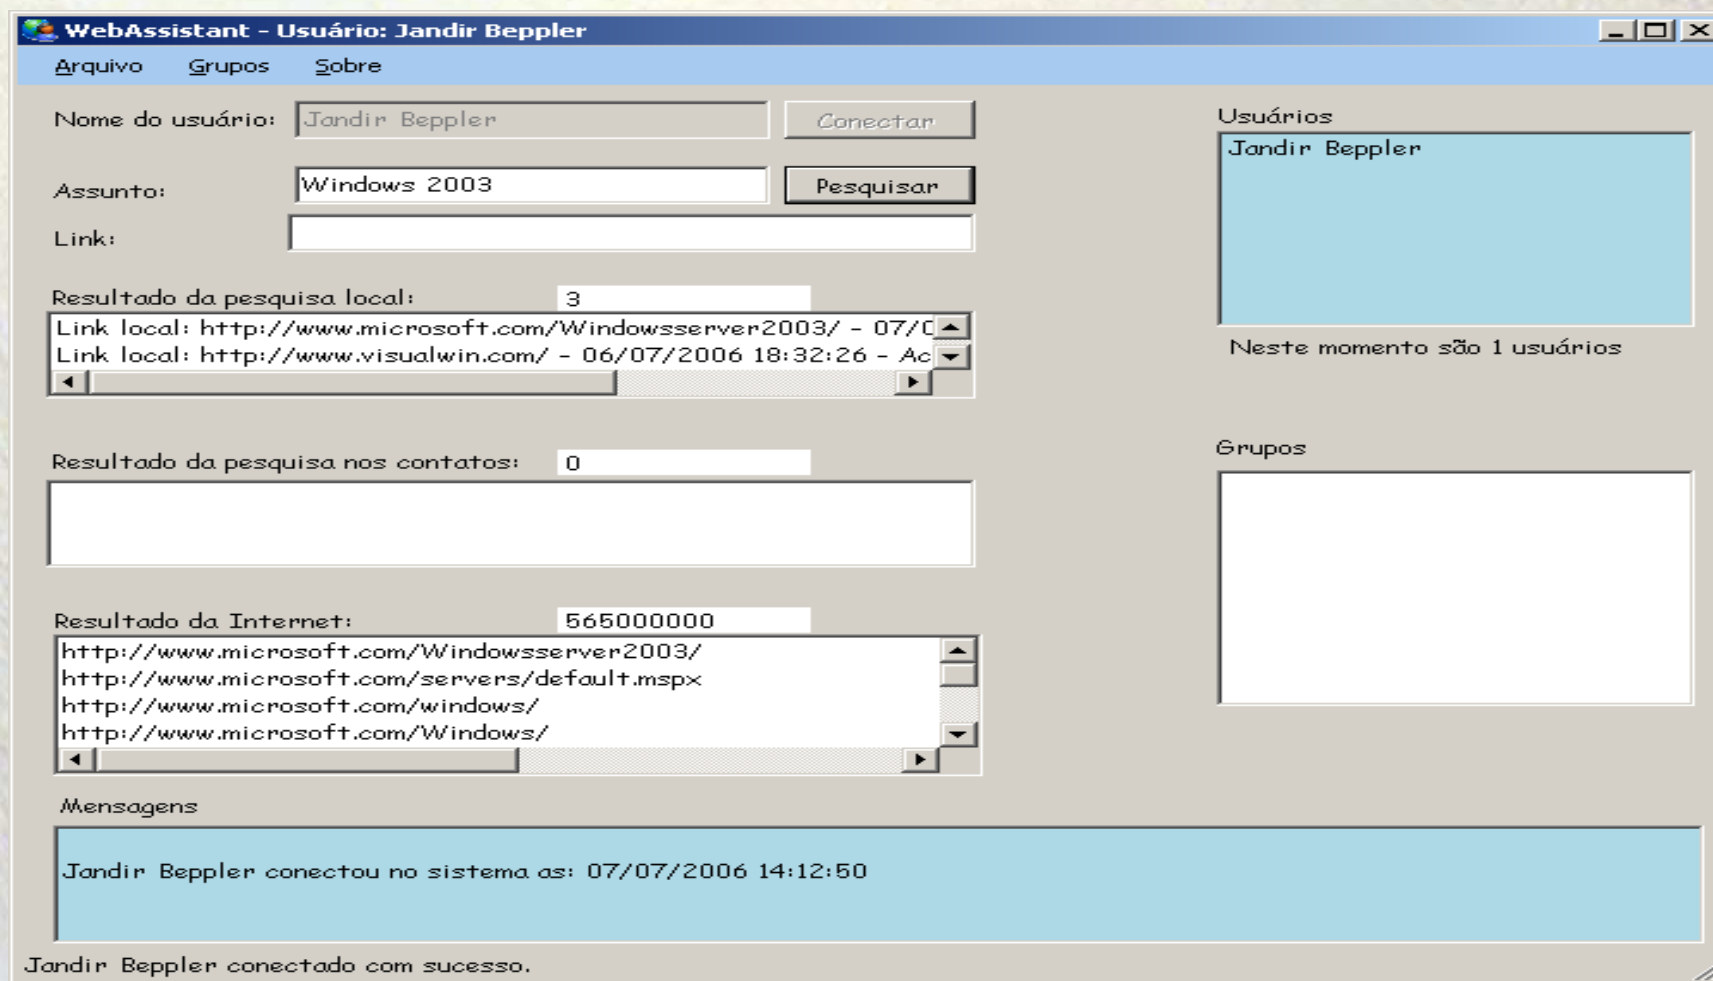 WebAssistant - Usuário: Jandir Beppler
Arquivo Grupos Sobre
Nome do usuário: Jandir Beppler Conectar
Assunto: Windows 2003 Pesquisar
Link:
Resultado da pesquisa local: 3
Link local: http://www.microsoft.com/Windowsserver2003/ - 07/
Link local: http://www.visualwin.com/ - 06/07/2006 18:32:26 - Ac
Resultado da pesquisa nos contatos: 0
Resultado da Internet: 565000000
http://www.microsoft.com/Windowsserver2003/
http://www.microsoft.com/servers/default.mspx
http://www.microsoft.com/windows/
http://www.microsoft.com/Windows/
Usuários
Jandir Beppler
Neste momento são 1 usuários
Grupos
Mensagens
Jandir Beppler conectou no sistema as: 07/07/2006 14:12:50
Jandir Beppler conectado com sucesso.